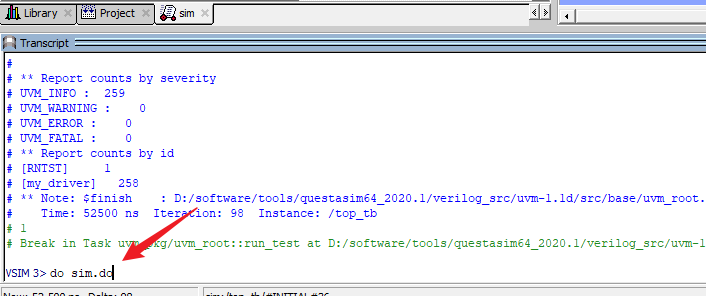 Library Project sim
Transcript
#
# ** Report counts by severity
# UVM_INFO : 259
# UVM_WARNING : 0
# UVM_ERROR : 0
# UVM_FATAL : 0
# ** Report counts by id
# [RNTST] 1
# [my_driver] 258
# ** Note: $finish : D:/software/tools/questasim64_2020.1/verilog_src/uvm-1.1d/src/base/uvm_root.
# Time: 52500 ns Iteration: 98 Instance: /top_tb
# 1
# Break in Task uvm_pkg/uvm_root::run_test at D:/software/tools/questasim64_2020.1/verilog_src/uvm-1
VSIM 3> do sim.do